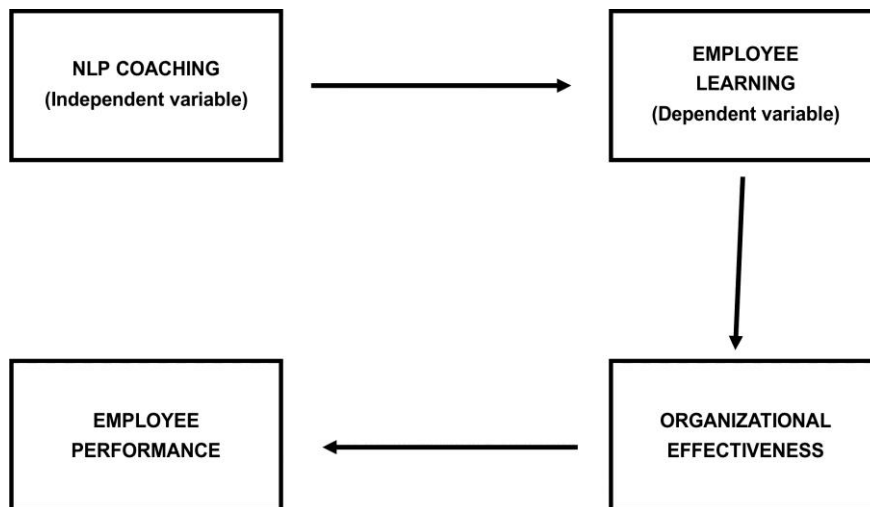 NLP COACHING
(Independent variable)
EMPLOYEE
LEARNING
(Dependent variable)
EMPLOYEE
PERFORMANCE
ORGANIZATIONAL
EFFECTIVENESS